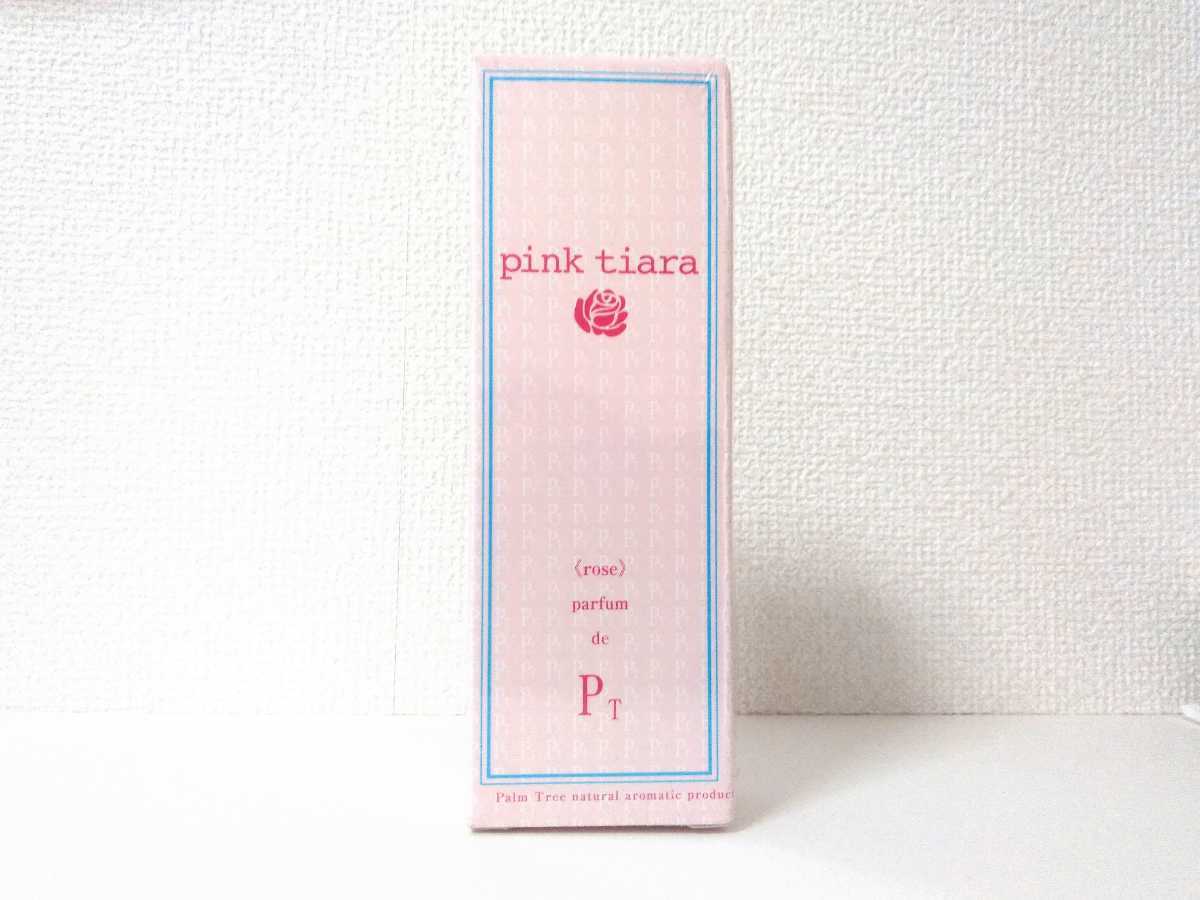 pink tiara
《rose》
parfum
de
PT
Palm Tree natural aromatic product